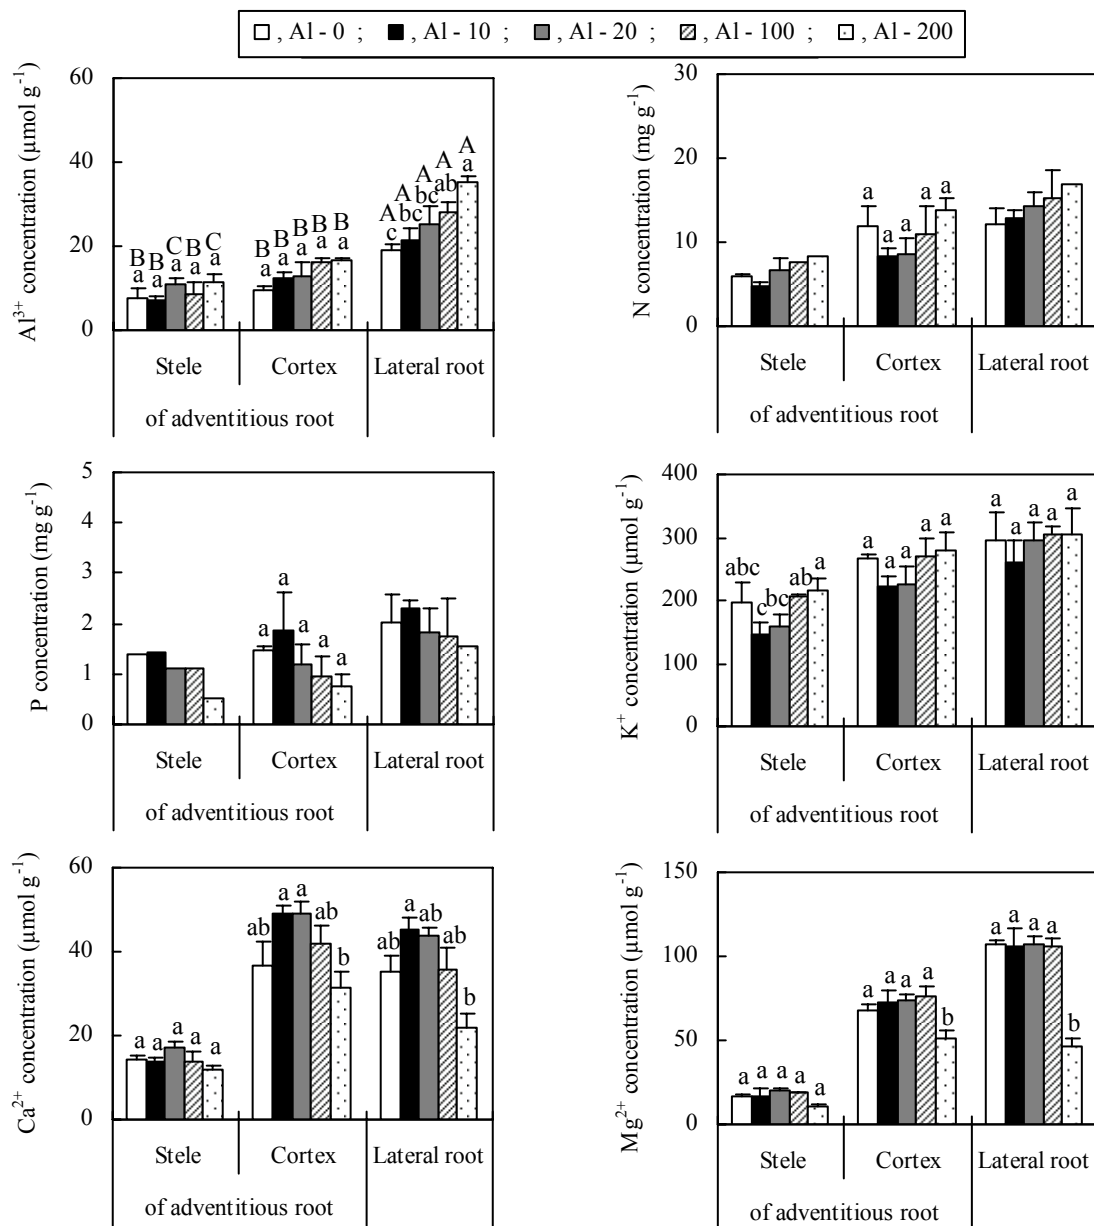 , Al - 0 ; , Al - 10 ; , Al - 20 ; , Al - 100 ; , Al - 200
Al³⁺ concentration (μmol g⁻¹)
60
40
20
0
B B C B C
a a a a a
B B B B B
a a a a a
A A A A A
c bc bc ab a
Stele Cortex Lateral root
of adventitious root
N concentration (mg g⁻¹)
30
20
10
0
a a a a a
Stele Cortex Lateral root
of adventitious root
P concentration (mg g⁻¹)
5
4
3
2
1
0
a a a a a
Stele Cortex Lateral root
of adventitious root
K⁺ concentration (μmol g⁻¹)
400
300
200
100
0
abc c bc ab a
a a a a a
a a a a a
Stele Cortex Lateral root
of adventitious root
Ca²⁺ concentration (μmol g⁻¹)
60
40
20
0
a a a a a
ab a a ab b
ab a ab ab b
Stele Cortex Lateral root
of adventitious root
Mg²⁺ concentration (μmol g⁻¹)
150
100
50
0
a a a a a
a a a a b
a a a a b
Stele Cortex Lateral root
of adventitious root